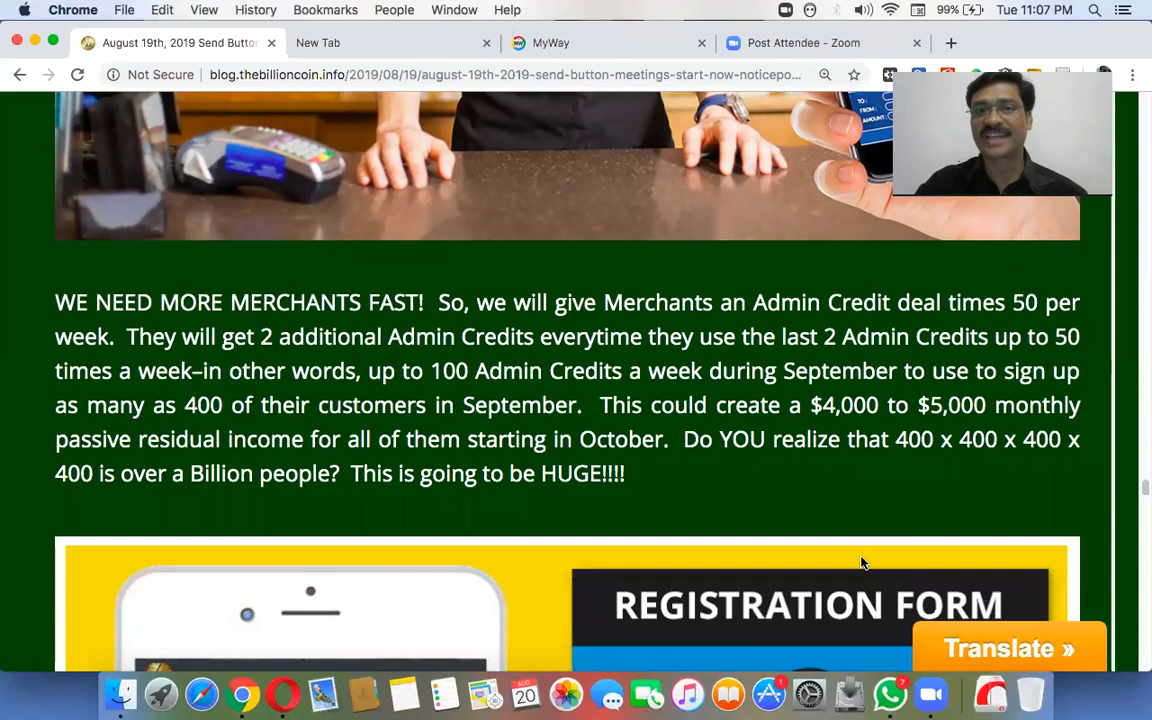 Chrome File Edit View History Bookmarks People Window Help 99% Tue 11:07 PM
August 19th, 2019 Send Butto New Tab MyWay Post Attendee - Zoom
Not Secure blog.thebillioncoin.info/2019/08/19/august-19th-2019-send-button-meetings-start-now-noticepo...
TO :
FROM :
AMOUNT :
WE NEED MORE MERCHANTS FAST! So, we will give Merchants an Admin Credit deal times 50 per
week. They will get 2 additional Admin Credits everytime they use the last 2 Admin Credits up to 50
times a week–in other words, up to 100 Admin Credits a week during September to use to sign up
as many as 400 of their customers in September. This could create a $4,000 to $5,000 monthly
passive residual income for all of them starting in October. Do YOU realize that 400 x 400 x 400 x
400 is over a Billion people? This is going to be HUGE!!!!
REGISTRATION FORM
Translate »
AUG
20
1
7